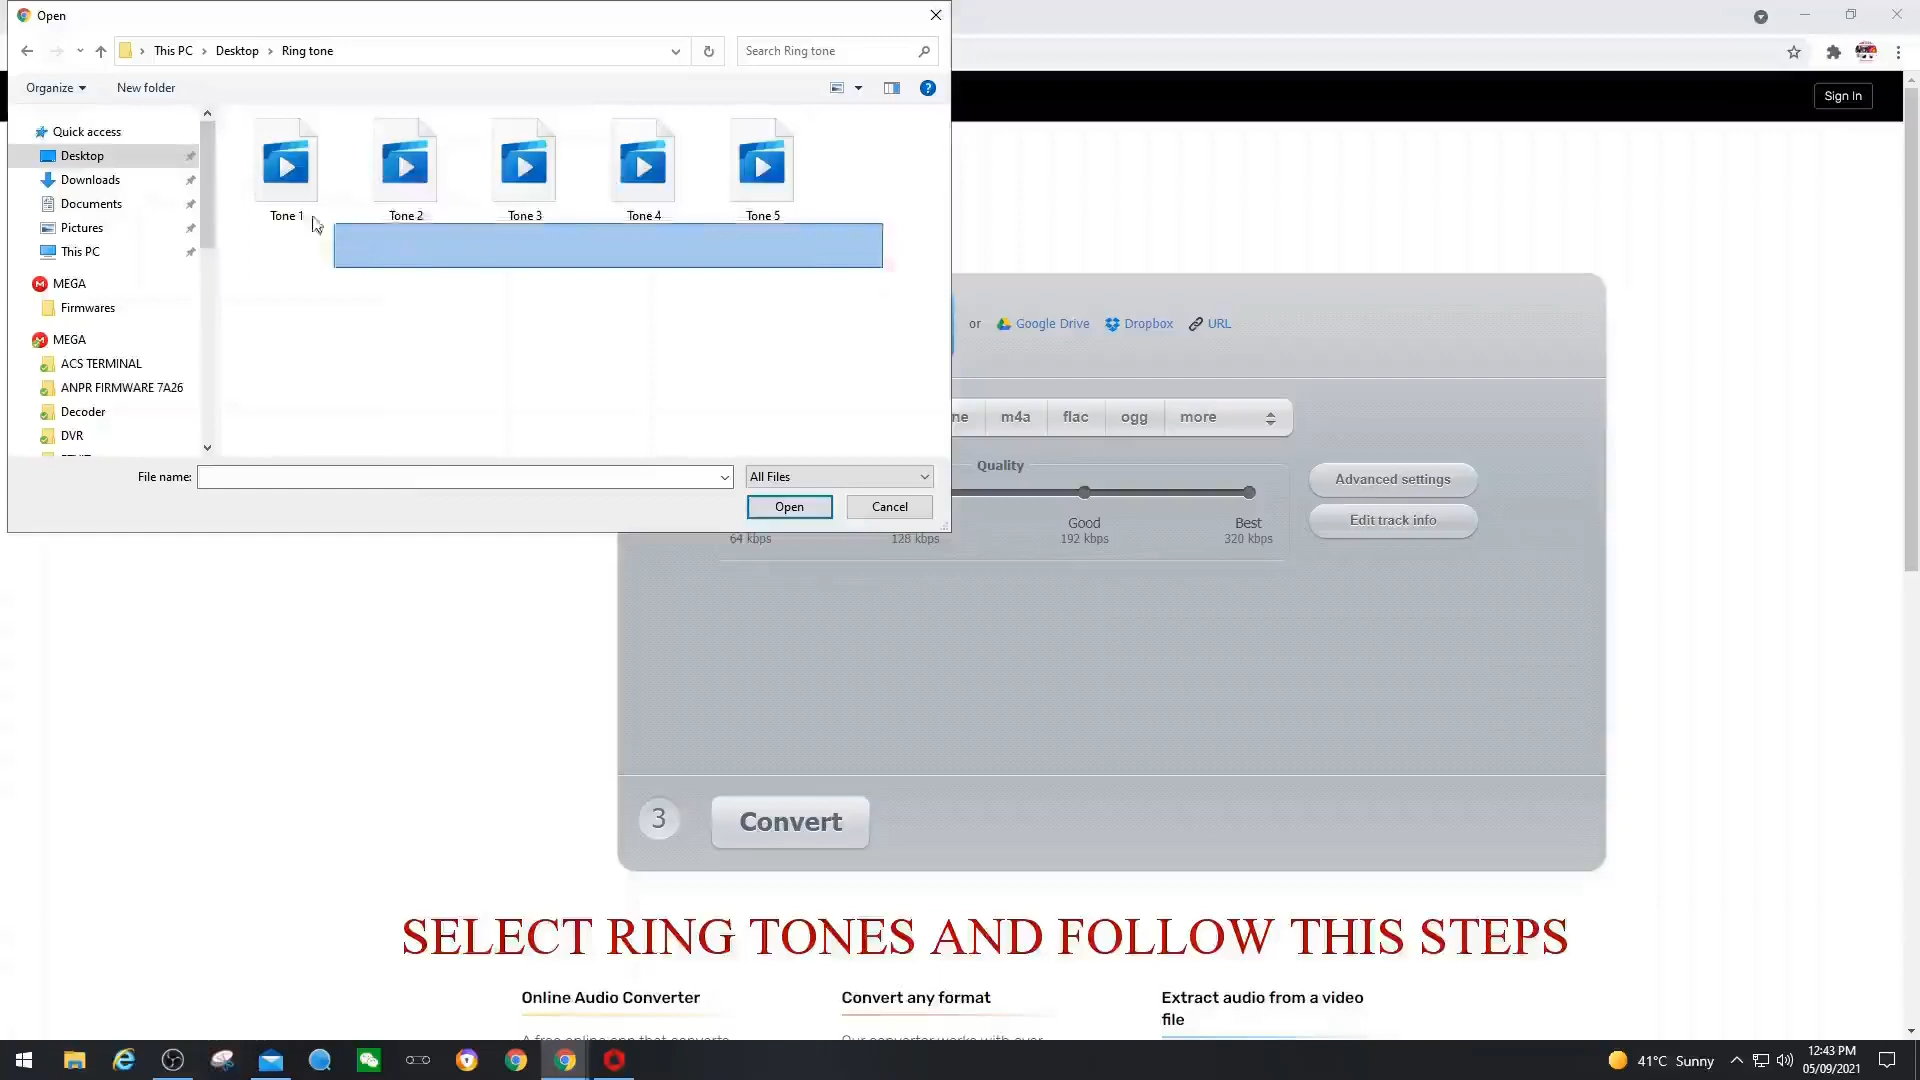 Open
This PC
Desktop
Ring tone
Search Ring tone
Organize
New folder
Sign In
Quick access
Desktop
Downloads
Documents
Pictures
This PC
MEGA
Firmwares
MEGA
ACS TERMINAL
ANPR FIRMWARE 7A26
Decoder
DVR
Tone 1
Tone 2
Tone 3
Tone 4
Tone 5
File name:
All Files
Open
Cancel
or
Google Drive
Dropbox
URL
ne
m4a
flac
ogg
more
Quality
Good
Best
64 kbps
128 kbps
192 kbps
320 kbps
Advanced settings
Edit track info
3
Convert
SELECT RING TONES AND FOLLOW THIS STEPS
Online Audio Converter
Convert any format
Extract audio from a video
file
41°C Sunny
12:43 PM
05/09/2021